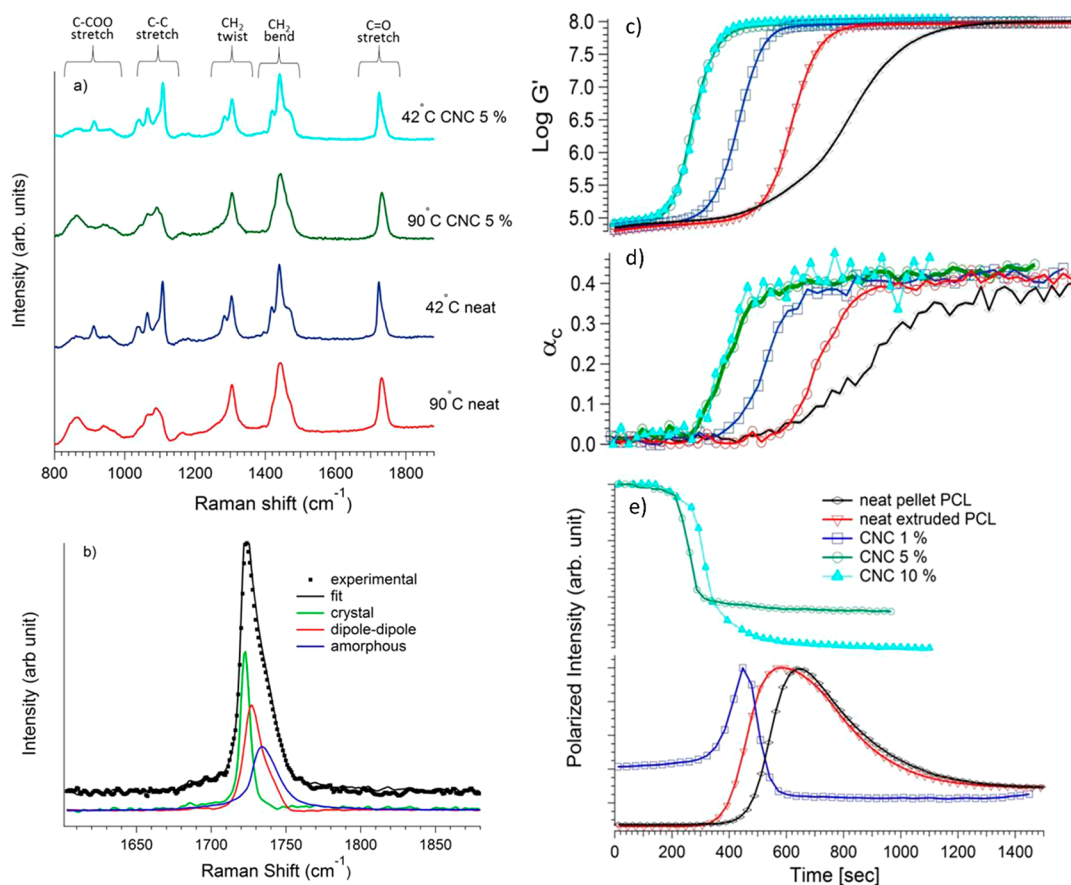 C-COO stretch
C-C stretch
CH₂ twist
CH₂ bend
C=O stretch
a)
42°C CNC 5 %
90°C CNC 5 %
42°C neat
90°C neat
Intensity (arb. units)
800 1000 1200 1400 1600 1800
Raman shift (cm⁻¹)
b)
experimental
fit
crystal
dipole-dipole
amorphous
Intensity (arb unit)
1650 1700 1750 1800 1850
Raman Shift (cm⁻¹)
c)
8.0
7.5
7.0
6.5
6.0
5.5
5.0
Log G'
d)
0.4
0.3
0.2
0.1
0.0
αc
e)
neat pellet PCL
neat extruded PCL
CNC 1 %
CNC 5 %
CNC 10 %
Polarized Intensity (arb. unit)
0 200 400 600 800 1000 1200 1400
Time [sec]